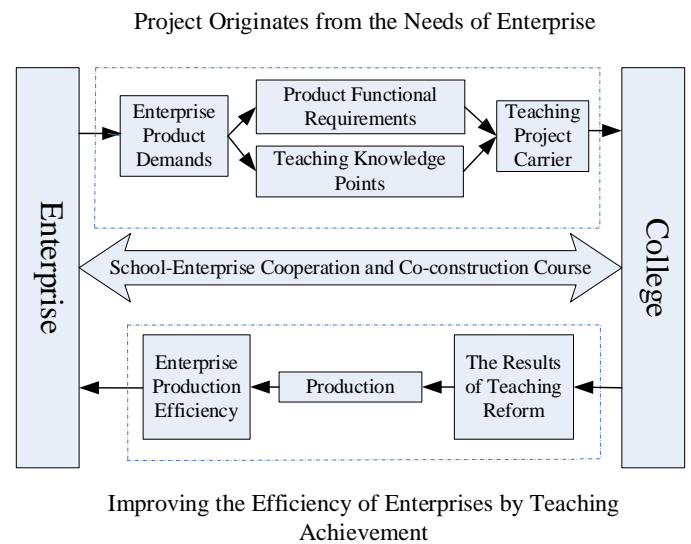 Project Originates from the Needs of Enterprise
Enterprise
Product
Demands
Product Functional
Requirements
Teaching Knowledge
Points
Teaching
Project
Carrier
Enterprise
College
School-Enterprise Cooperation and Co-construction Course
Enterprise
Production
Efficiency
Production
The Results
of Teaching
Reform
Improving the Efficiency of Enterprises by Teaching
Achievement